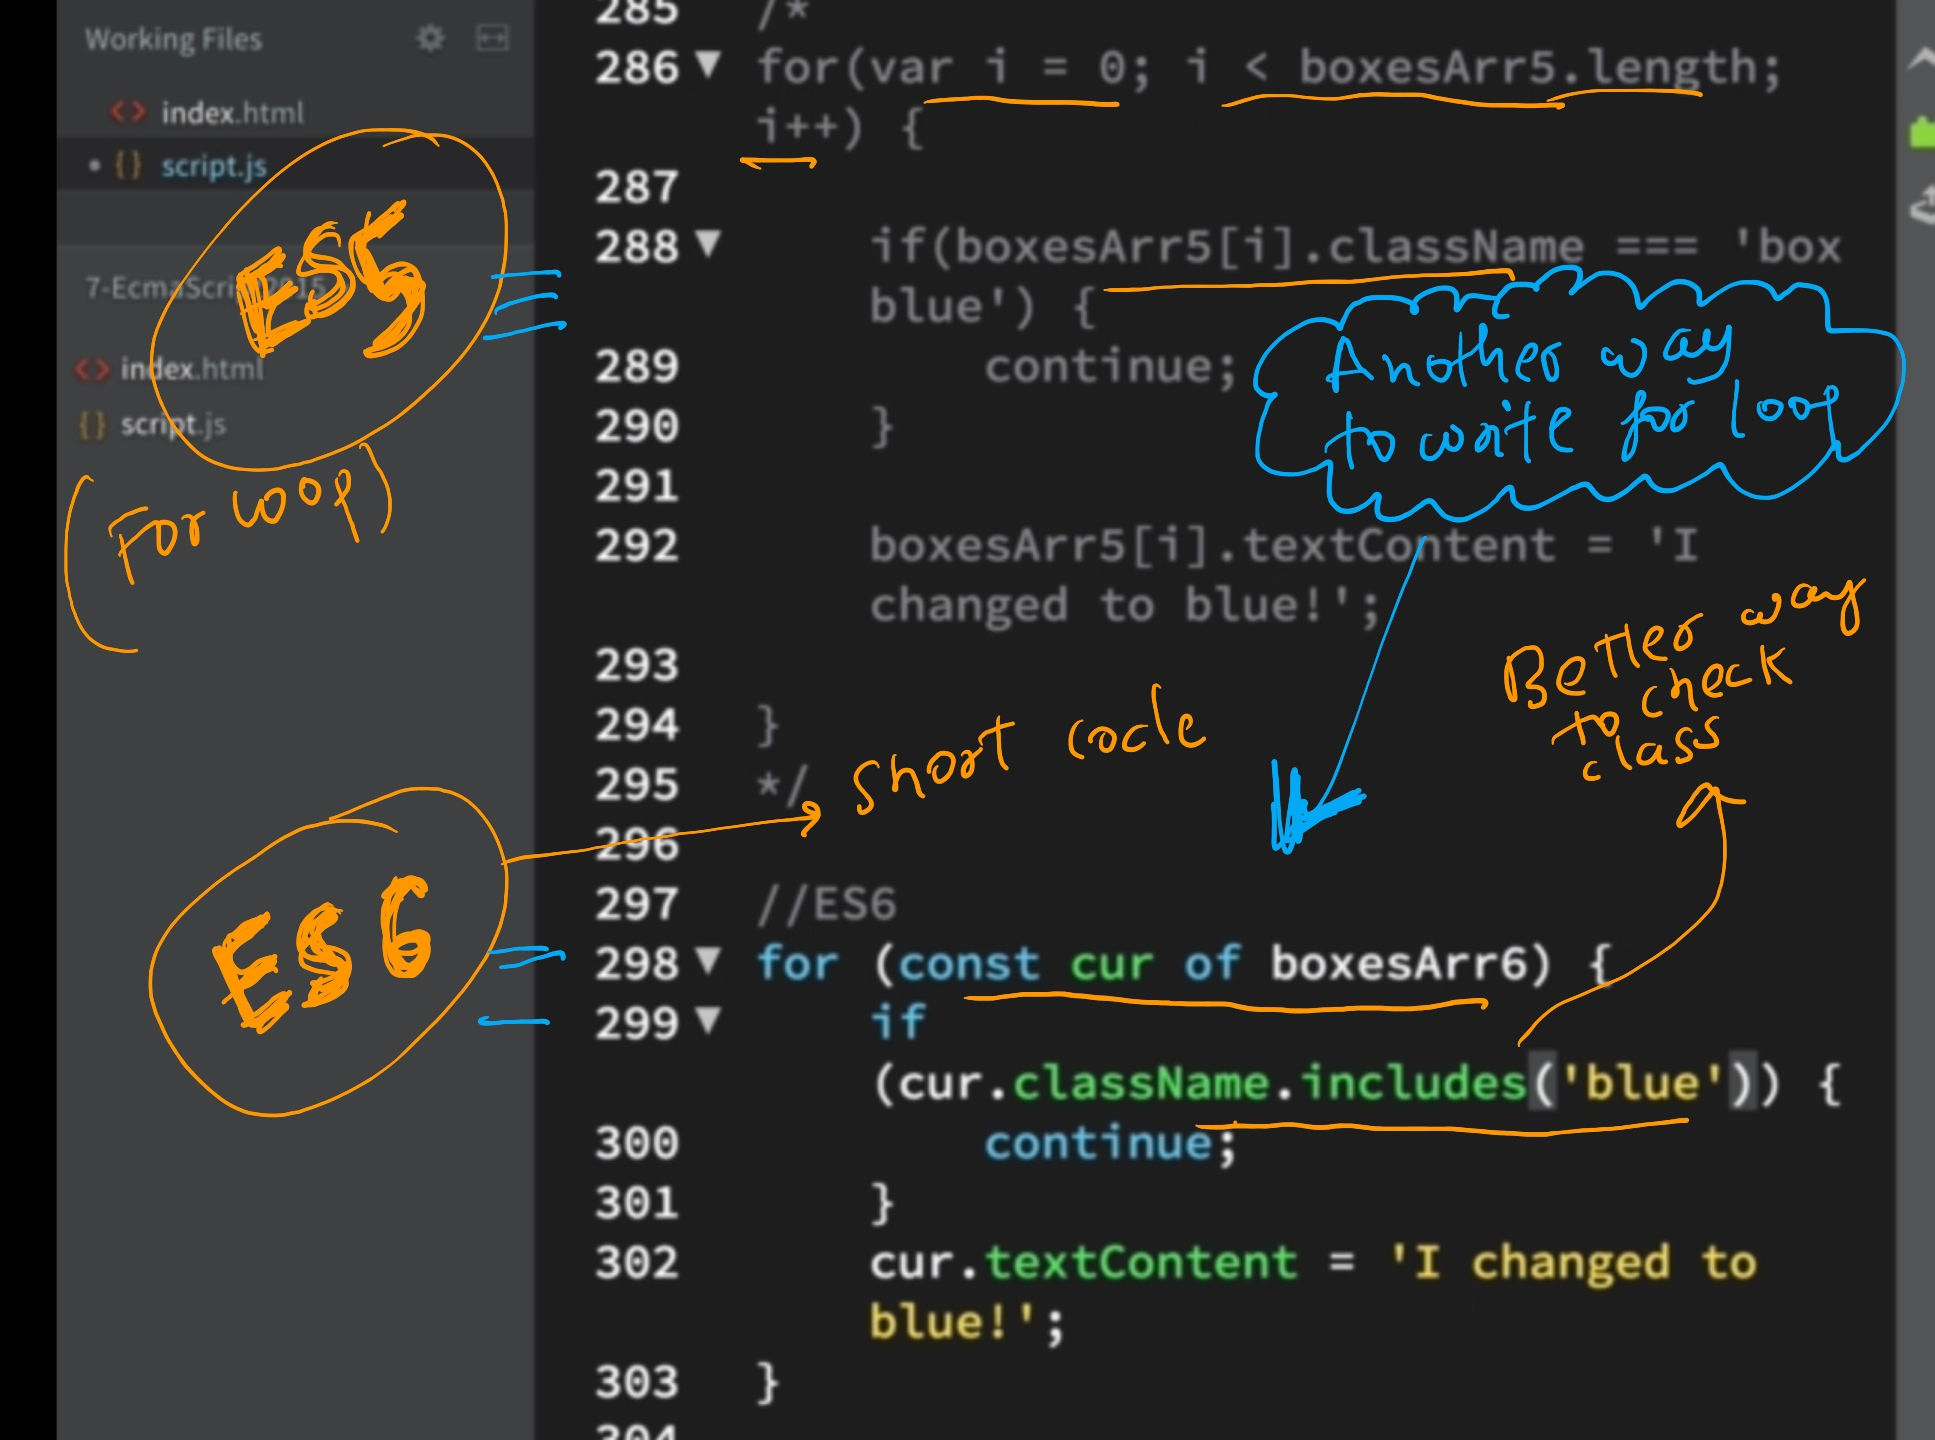 Working Files
index.html
script.js
7-EcmaScri 2015
index.html
script.js
ES5
(For loop)
ES6
short code
Another way
to write for loop
Better way
to check
class
285 /*
286 for(var i = 0; i < boxesArr5.length;
i++) {
287
288 if(boxesArr5[i].className === 'box
blue') {
289 continue;
290 }
291
292 boxesArr5[i].textContent = 'I
changed to blue!';
293
294 }
295 */
296
297 //ES6
298 for (const cur of boxesArr6) {
299 if
(cur.className.includes('blue')) {
300 continue;
301 }
302 cur.textContent = 'I changed to
blue!';
303 }
304